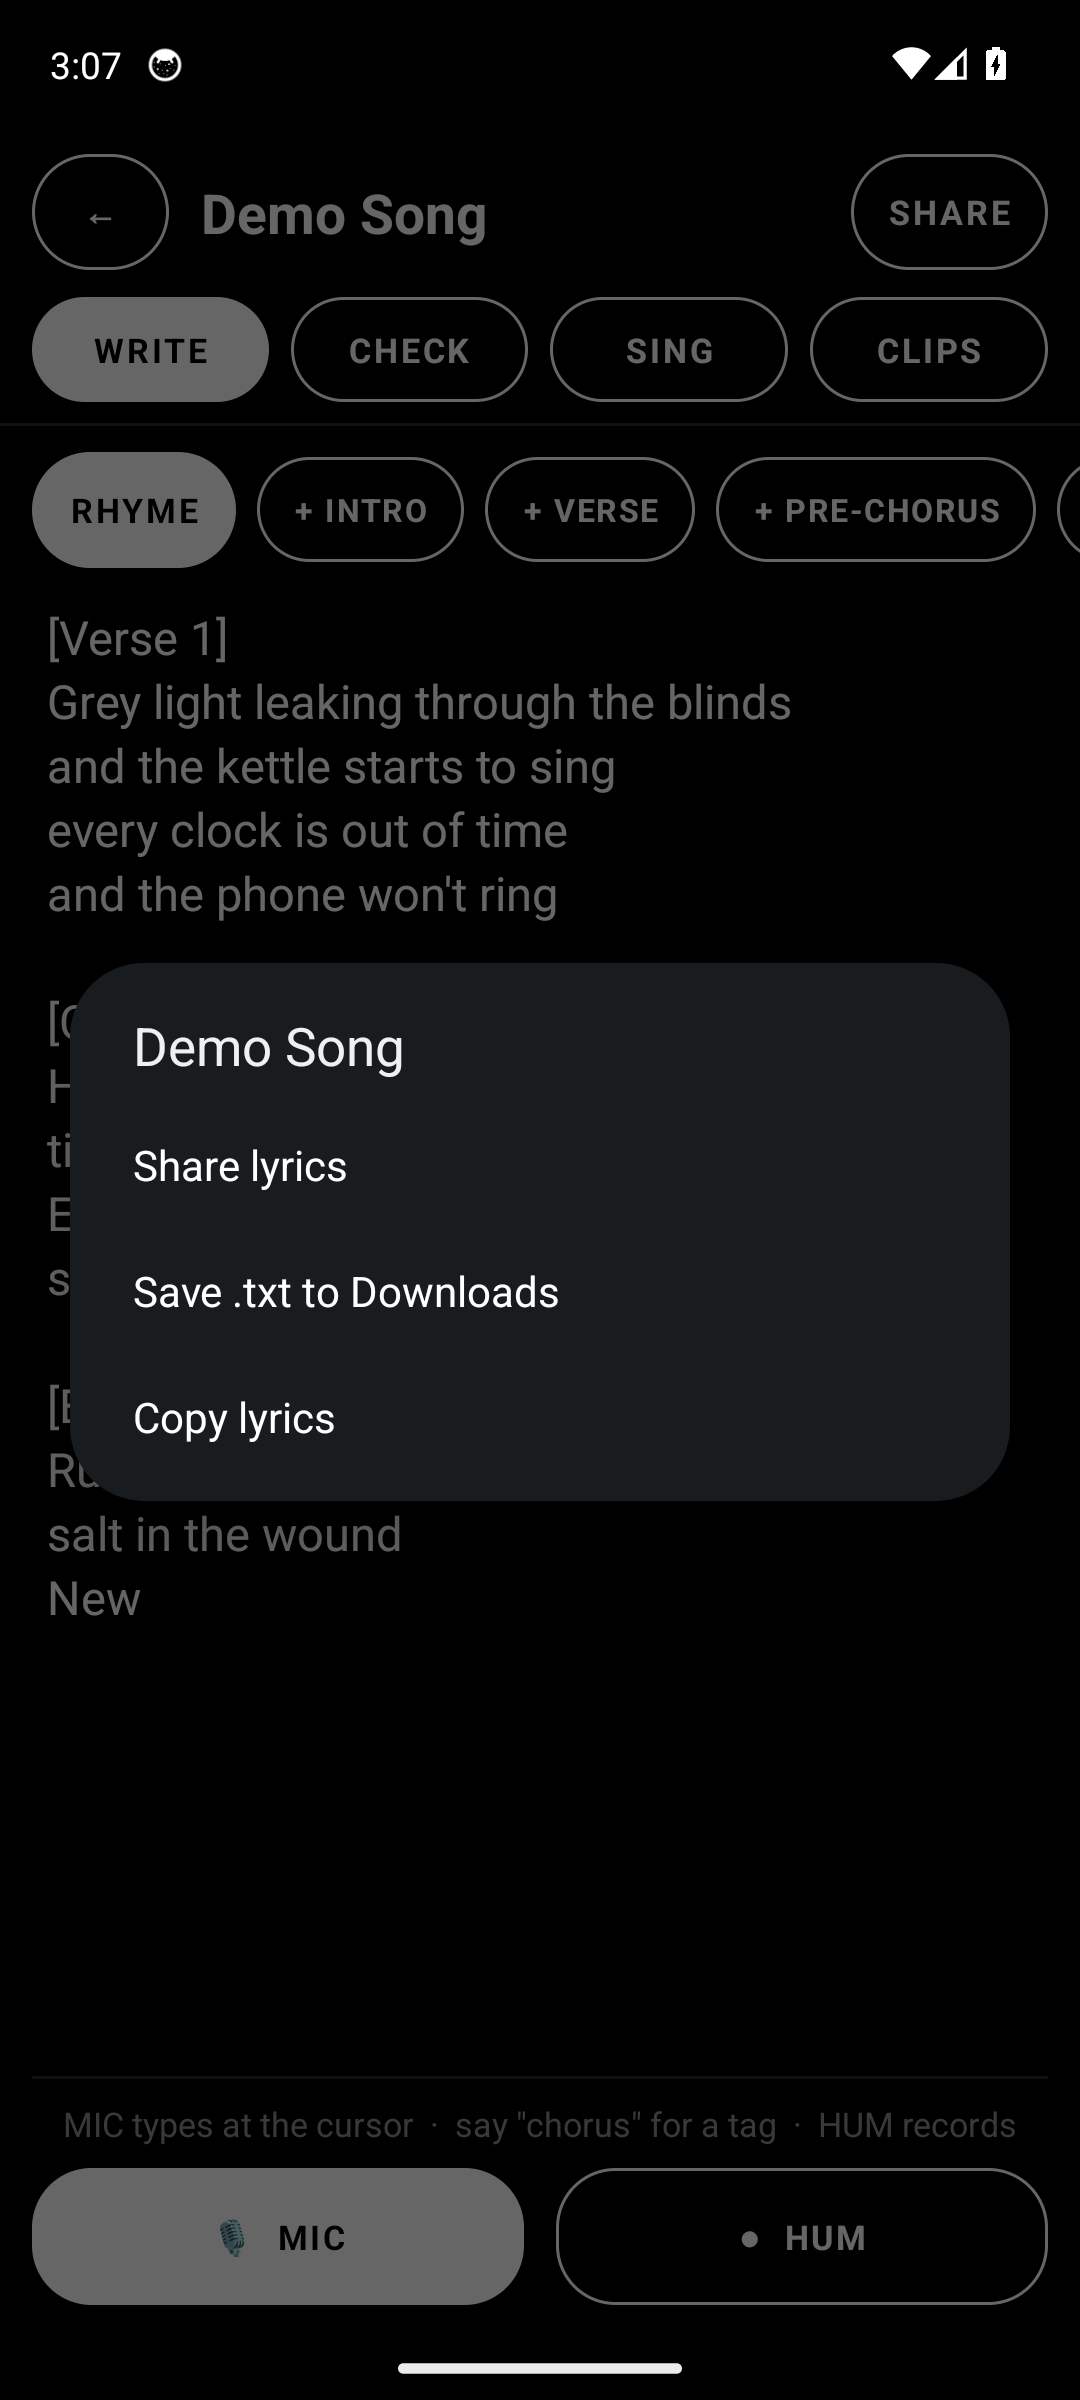 3:07
← Demo Song SHARE
WRITE CHECK SING CLIPS
RHYME + INTRO + VERSE + PRE-CHORUS
[Verse 1]
Grey light leaking through the blinds
and the kettle starts to sing
every clock is out of time
and the phone won't ring
Demo Song
Share lyrics
Save .txt to Downloads
Copy lyrics
salt in the wound
New
MIC types at the cursor · say "chorus" for a tag · HUM records
MIC ● HUM